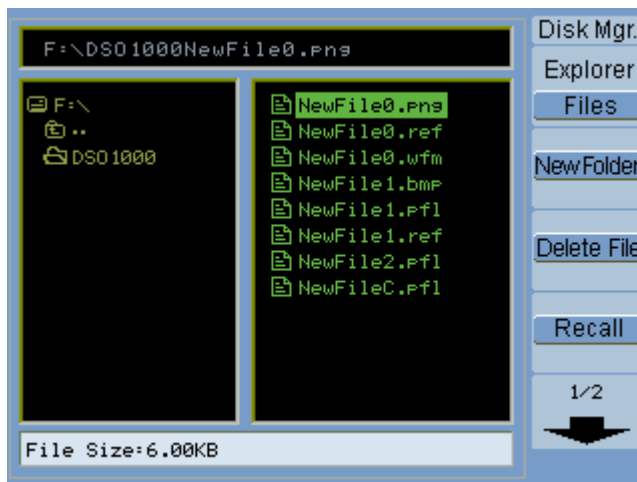 F:\DSO1000NewFile0.png
F:\
..
DSO1000
NewFile0.png
NewFile0.ref
NewFile0.wfm
NewFile1.bmp
NewFile1.pfl
NewFile1.ref
NewFile2.pfl
NewFileC.pfl
File Size:6.00KB
Disk Mgr.
Explorer
Files
NewFolder
Delete File
Recall
1/2